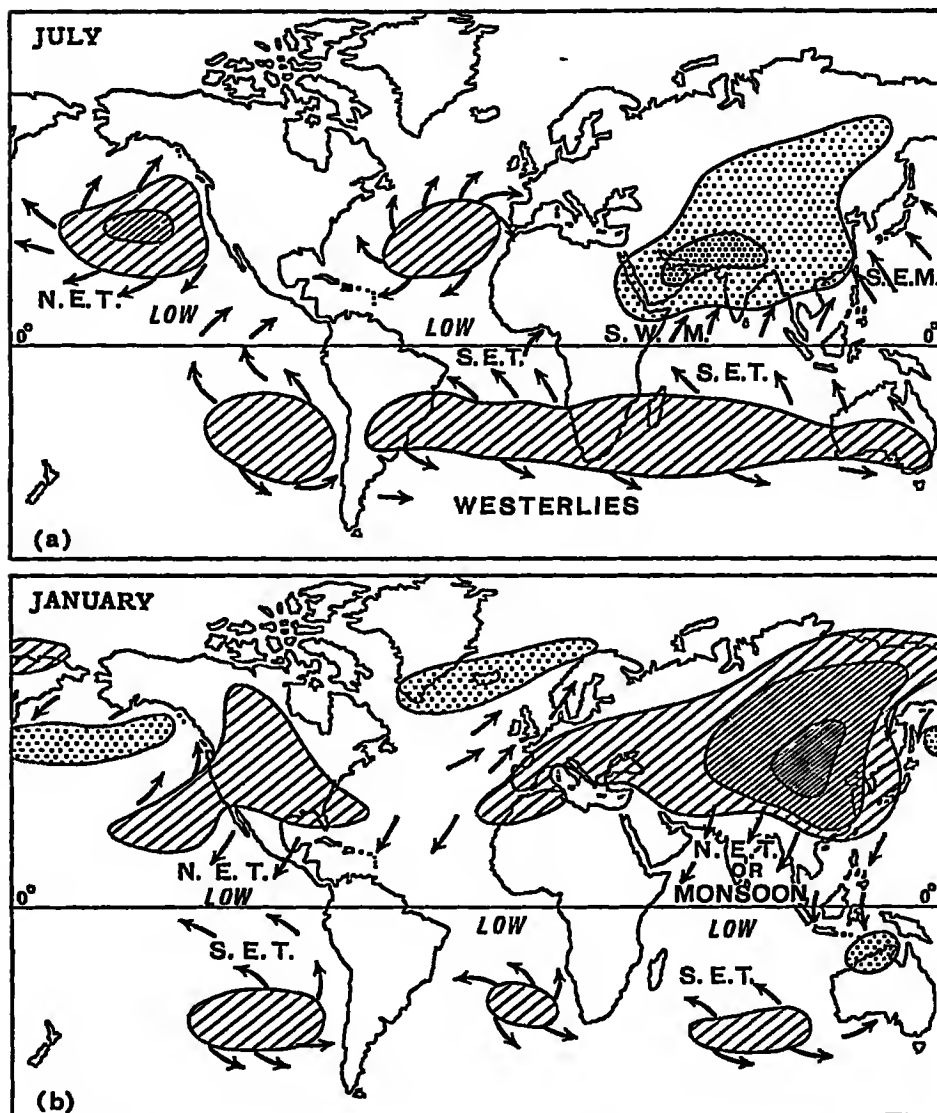 JULY
N.E.T.
LOW
LOW
S. W. M.
S.E.M.
0°
0°
S.E.T.
S.E.T.
WESTERLIES
(a)
JANUARY
N. E. T.
LOW
N. E. T.
OR
MONSOON
0°
0°
LOW
LOW
S. E. T.
S. E. T.
(b)